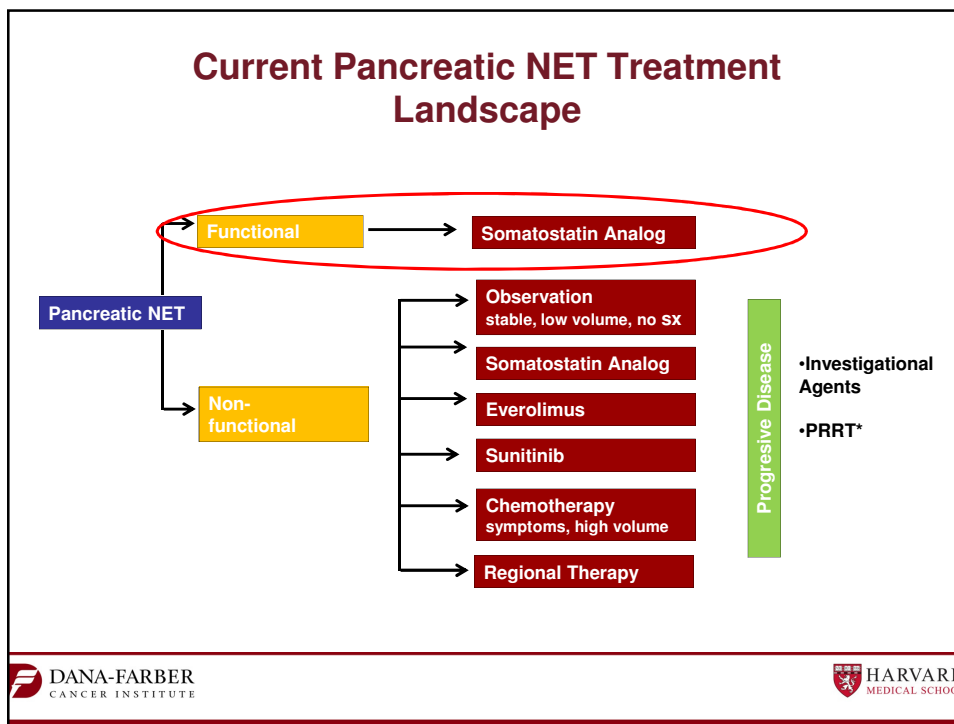 Current Pancreatic NET Treatment
Landscape
Functional
Somatostatin Analog
Pancreatic NET
Observation
stable, low volume, no sx
Somatostatin Analog
Non-
functional
Everolimus
Sunitinib
Chemotherapy
symptoms, high volume
Regional Therapy
Progresive Disease
•Investigational
Agents
•PRRT*
DANA-FARBER
CANCER INSTITUTE
HARVARD
MEDICAL SCHOO